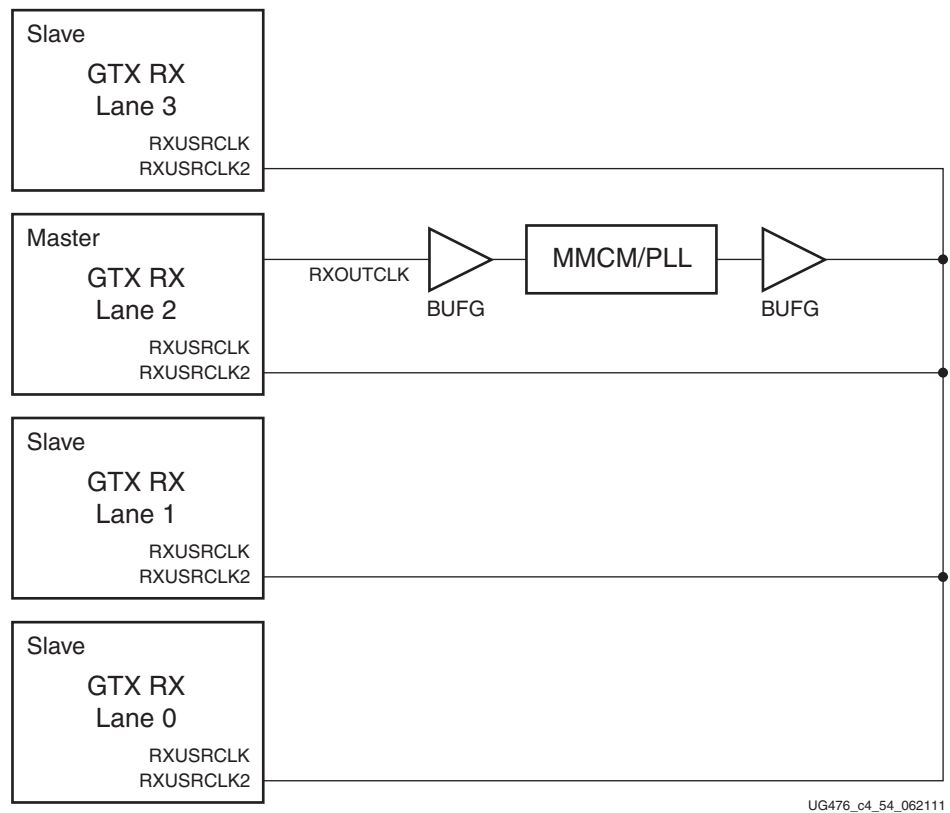 Slave
GTX RX
Lane 3
RXUSRCLK
RXUSRCLK2
Master
GTX RX
Lane 2
RXOUTCLK
BUFG
MMCM/PLL
BUFG
RXUSRCLK
RXUSRCLK2
Slave
GTX RX
Lane 1
RXUSRCLK
RXUSRCLK2
Slave
GTX RX
Lane 0
RXUSRCLK
RXUSRCLK2
UG476_c4_54_062111